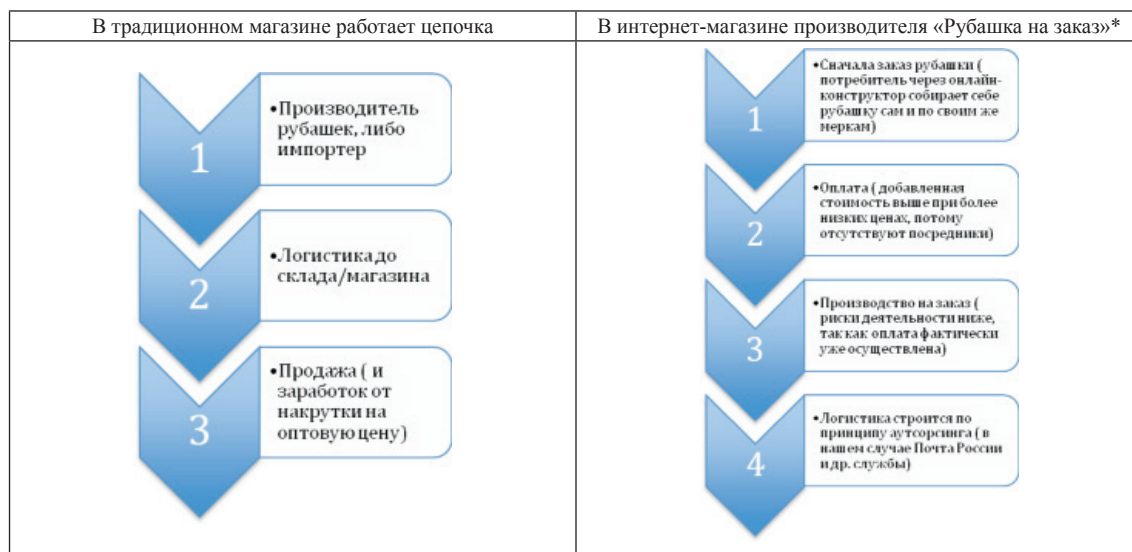 В традиционном магазине работает цепочка
1
•Производитель
рубашек, либо
импортер
2
•Логистика до
склада/магазина
3
•Продажа ( и
заработок от
накрутки на
оптовую цену)
В интернет-магазине производителя «Рубашка на заказ»*
1
•Сначала заказ рубашки (
потребитель через онлайн-
конструктор собирает себе
рубашку сам и по своим же
меркам)
2
•Оплата ( добавленная
стоимость выше при более
низких ценах, потому
отсутствуют посредники)
3
•Производство на заказ (
риски деятельности ниже,
так как оплата фактически
уже осуществлена)
4
•Логистика строится по
принципу аутсорсинга ( в
нашем случае Почта России
и др. службы)